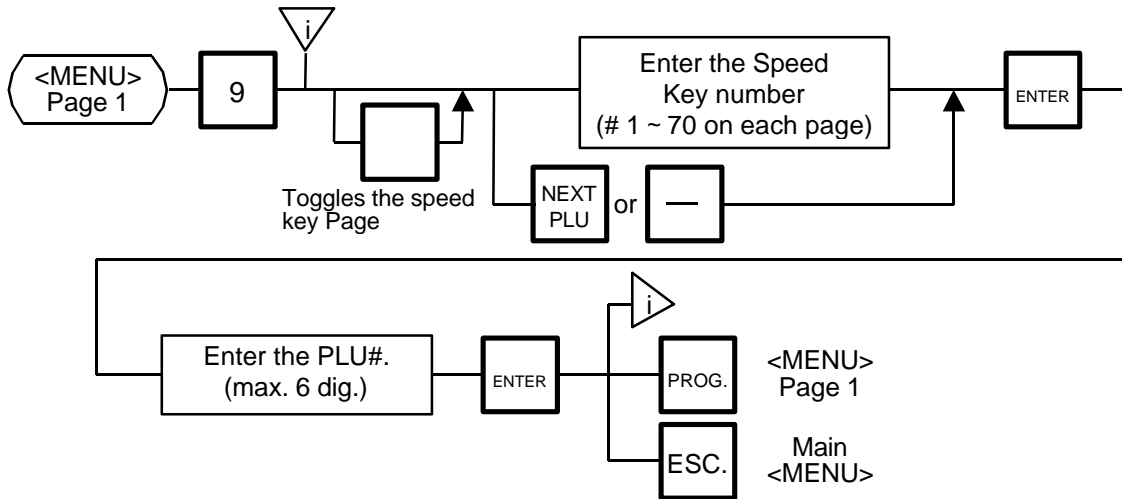 i
<MENU>
Page 1
9
Toggles the speed
key Page
Enter the Speed
Key number
(# 1 ~ 70 on each page)
NEXT
PLU
or
—
ENTER
Enter the PLU#.
(max. 6 dig.)
ENTER
i
PROG.
<MENU>
Page 1
ESC.
Main
<MENU>